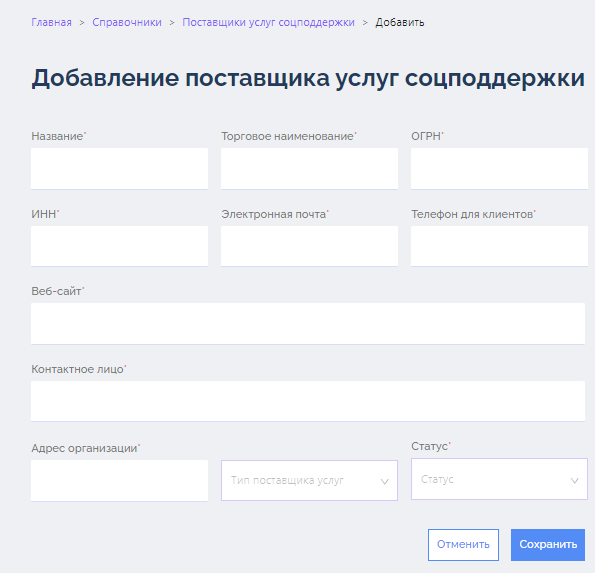 Главная > Справочники > Поставщики услуг соцподдержки > Добавить
Добавление поставщика услуг соцподдержки
Название* Торговое наименование* ОГРН*
ИНН* Электронная почта* Телефон для клиентов*
Веб-сайт*
Контактное лицо*
Адрес организации* Статус*
Тип поставщика услуг Статус
Отменить Сохранить